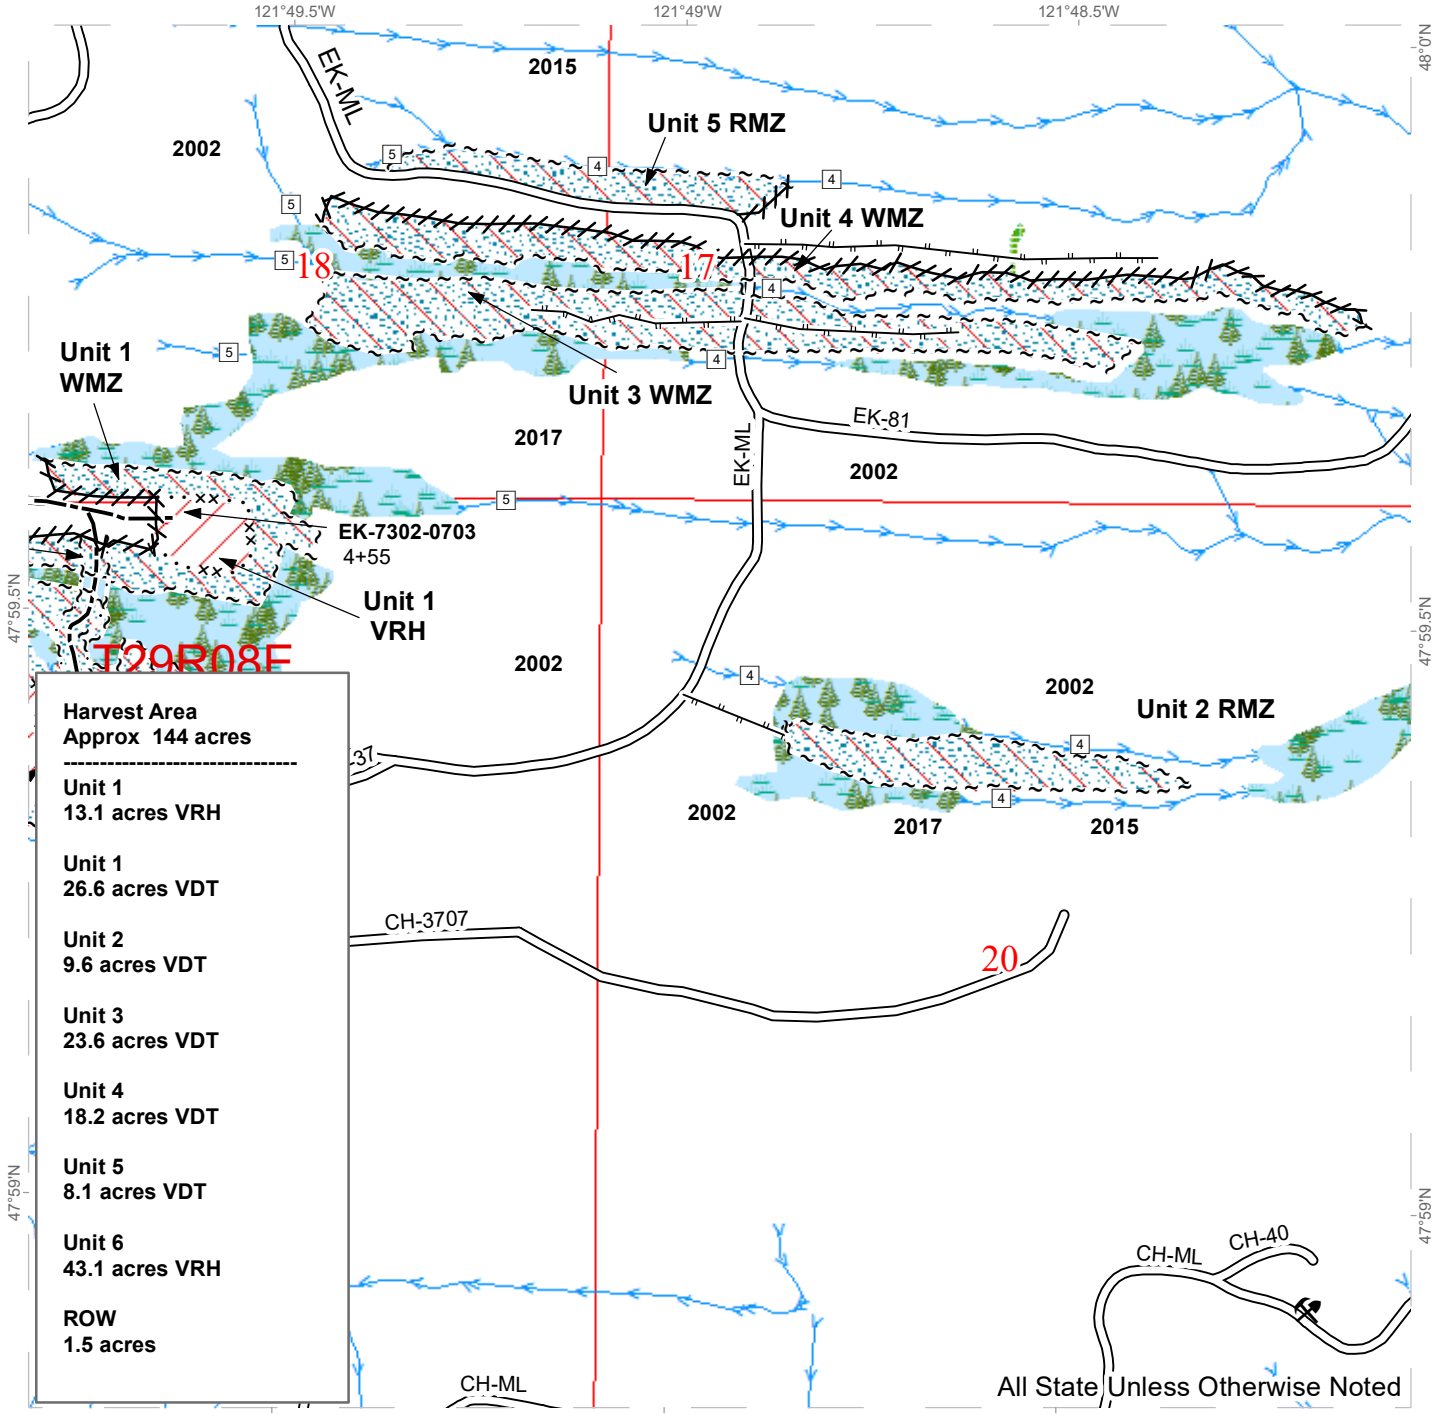 121°49.5'W
121°49'W
121°48.5'W
48°0'N
2015
EK-ML
Unit 5 RMZ
2002
5
4
4
5
Unit 4 WMZ
5
18
17
4
Unit 1
WMZ
5
4
Unit 3 WMZ
EK-81
2017
EK-ML
2002
5
EK-7302-0703
4+55
47°59.5'N
47°59.5'N
Unit 1
VRH
T29R08E
2002
4
2002
Unit 2 RMZ
4
37
4
2002
2017
2015
Harvest Area
Approx 144 acres
--------------------------------
Unit 1
13.1 acres VRH
Unit 1
26.6 acres VDT
Unit 2
9.6 acres VDT
Unit 3
23.6 acres VDT
Unit 4
18.2 acres VDT
Unit 5
8.1 acres VDT
Unit 6
43.1 acres VRH
ROW
1.5 acres
CH-3707
20
47°59'N
47°59'N
CH-ML
CH-40
CH-ML
All State Unless Otherwise Noted